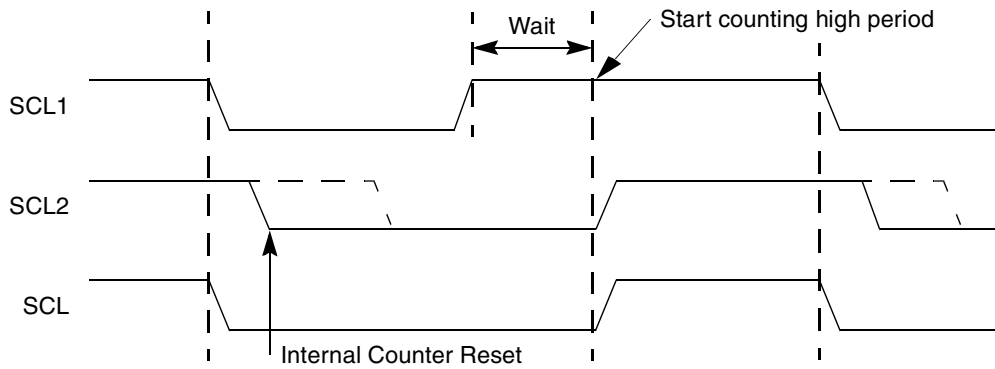 Start counting high period
Wait
SCL1
SCL2
SCL
Internal Counter Reset